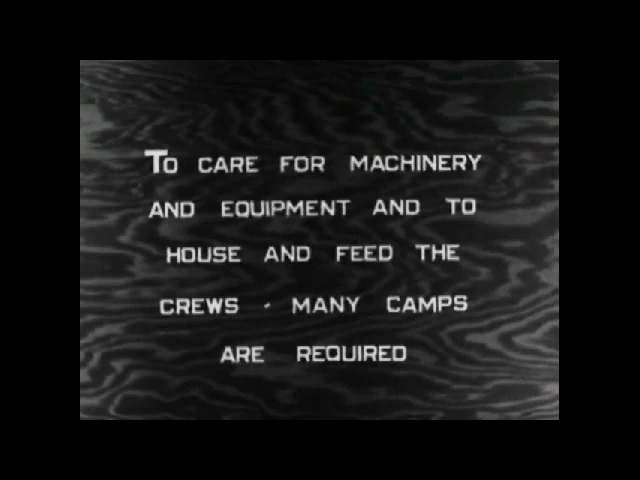 To CARE FOR MACHINERY
AND EQUIPMENT AND TO
HOUSE AND FEED THE
CREWS - MANY CAMPS
ARE REQUIRED